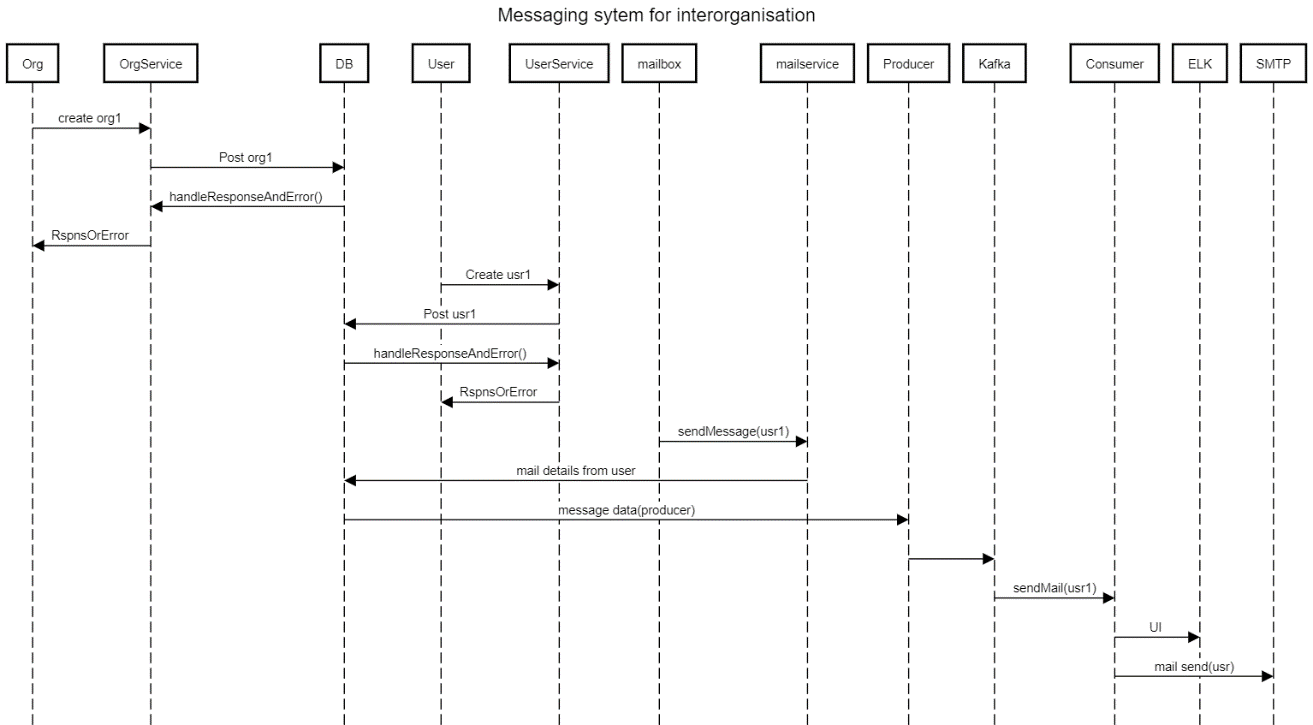 Messaging sytem for interorganisation
Org OrgService DB User UserService mailbox mailservice Producer Kafka Consumer ELK SMTP
create org1
Post org1
handleResponseAndError()
RspnsOrError
Create usr1
Post usr1
handleResponseAndError()
RspnsOrError
sendMessage(usr1)
mail details from user
message data(producer)
sendMail(usr1)
UI
mail send(usr)